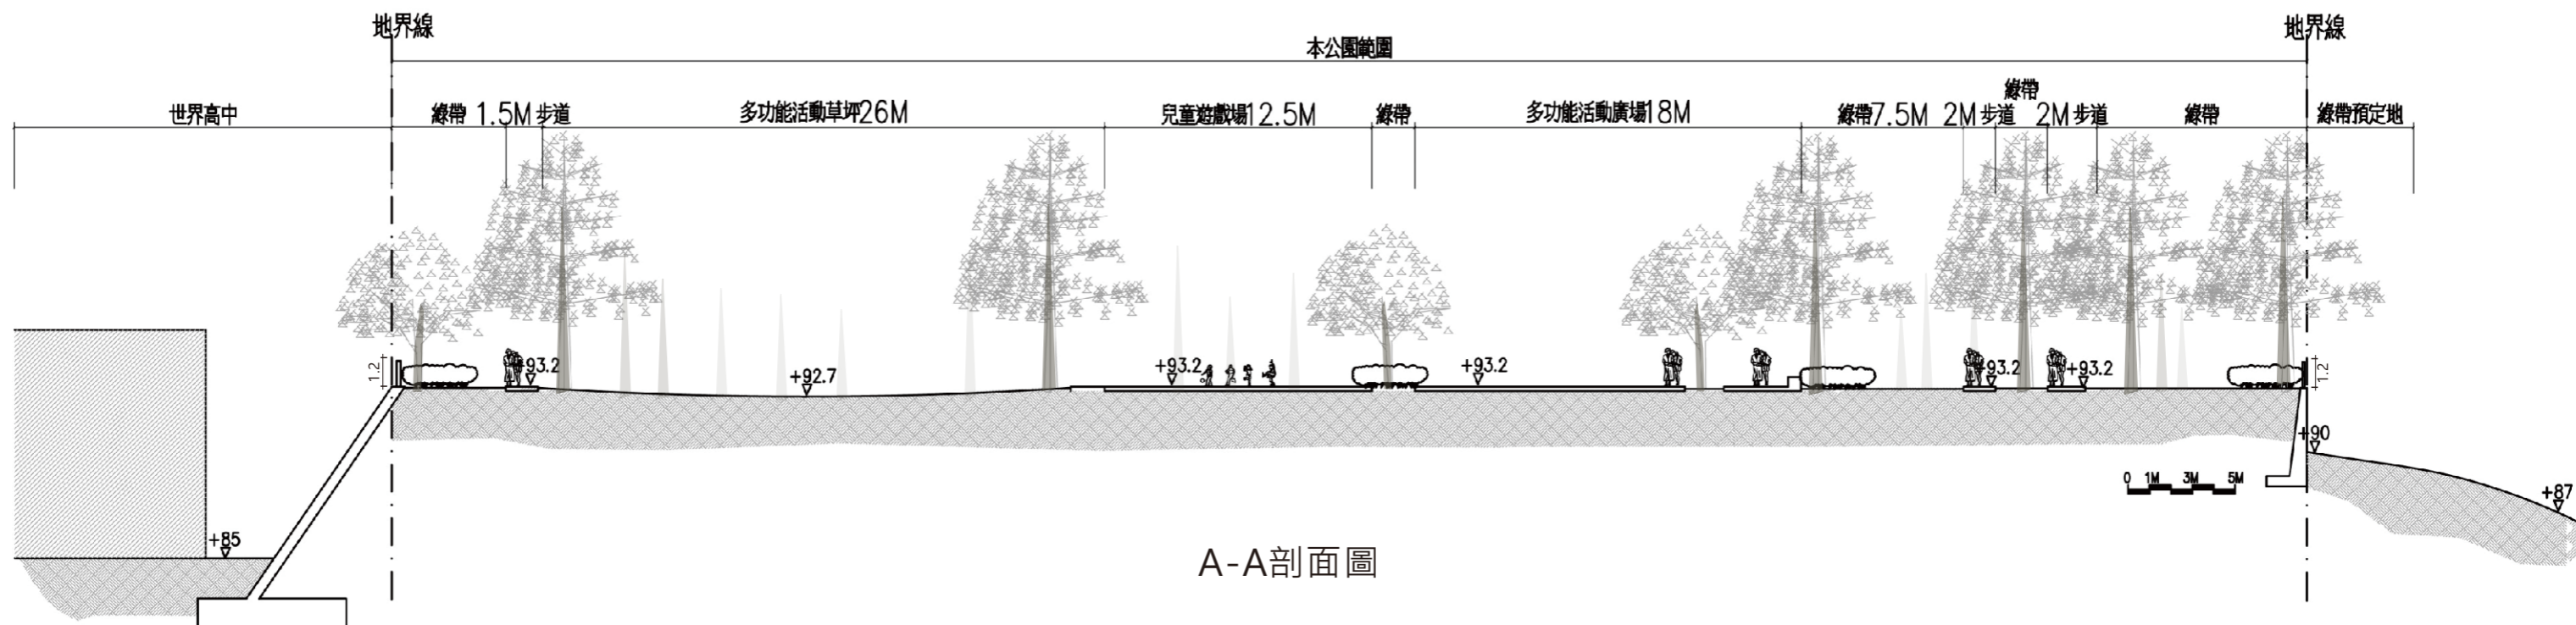 地界線
地界線
本公園範圍
世界高中
綠帶
1.5M 步道
多功能活動草坪26M
兒童遊戲場12.5M
綠帶
多功能活動廣場18M
綠帶7.5M
2M 步道
綠帶
2M 步道
綠帶
綠帶預定地
1.2
+93.2
+92.7
+93.2
+93.2
+93.2
+93.2
1.2
+90
0 1M 3M 5M
+87
+85
A-A剖面圖